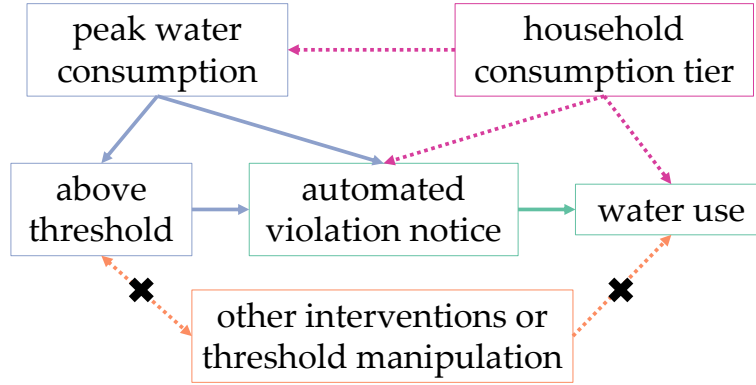 peak water
consumption
household
consumption tier
above
threshold
automated
violation notice
water use
other interventions or
threshold manipulation